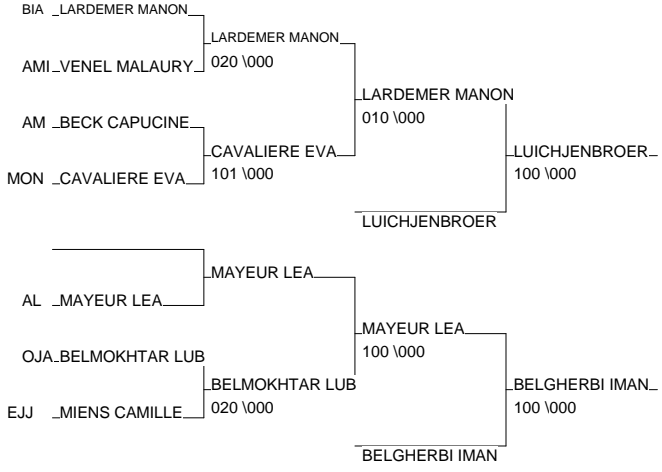 BIA LARDEMER MANON
LARDEMER MANON
020 \000
AMI VENEL MALAURY
LARDEMER MANON
010 \000
AM BECK CAPUCINE
CAVALIERE EVA
101 \000
LUICHJENBROER
100 \000
MON CAVALIERE EVA
LUICHJENBROER
MAYEUR LEA
AL MAYEUR LEA
MAYEUR LEA
100 \000
OJA BELMOKHTAR LUB
BELMOKHTAR LUB
020 \000
BELGHERBI IMAN
100 \000
EJJ MIENS CAMILLE
BELGHERBI IMAN